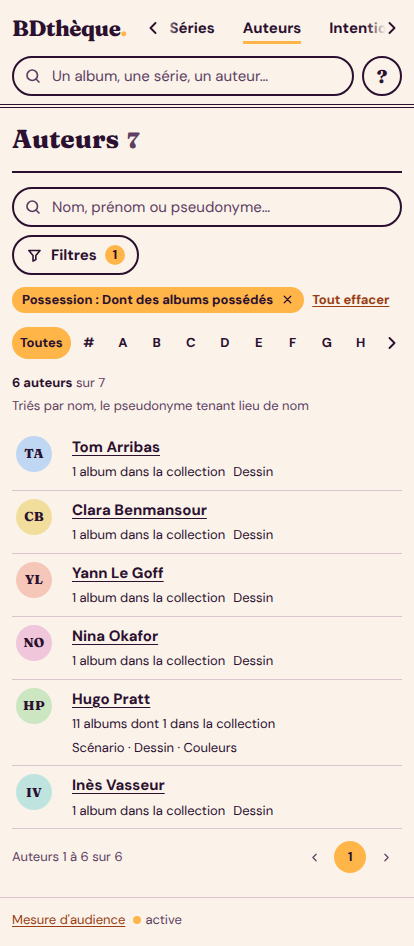 BDthèque.
Séries Auteurs Intentio
Un album, une série, un auteur…
?
Auteurs 7
Nom, prénom ou pseudonyme…
Filtres 1
Possession : Dont des albums possédés ✕ Tout effacer
Toutes # A B C D E F G H
6 auteurs sur 7
Triés par nom, le pseudonyme tenant lieu de nom
TA Tom Arribas
1 album dans la collection Dessin
CB Clara Benmansour
1 album dans la collection Dessin
YL Yann Le Goff
1 album dans la collection Dessin
NO Nina Okafor
1 album dans la collection Dessin
HP Hugo Pratt
11 albums dont 1 dans la collection
Scénario · Dessin · Couleurs
IV Inès Vasseur
1 album dans la collection Dessin
Auteurs 1 à 6 sur 6 ‹ 1 ›
Mesure d'audience active